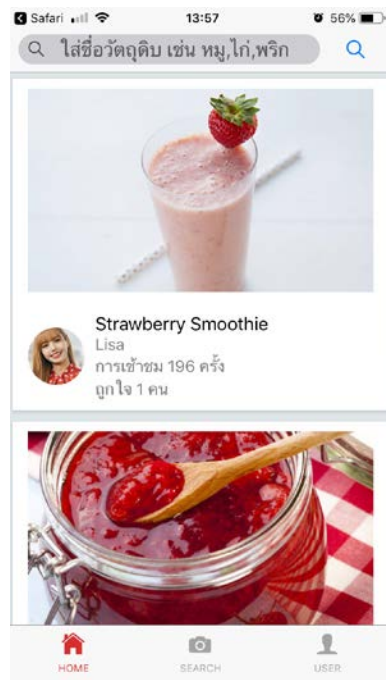 Safari 13:57 56%
ใส่ชื่อวัตถุดิบ เช่น หมู,ไก่,พริก
Strawberry Smoothie
Lisa
การเข้าชม 196 ครั้ง
ถูกใจ 1 คน
HOME SEARCH USER